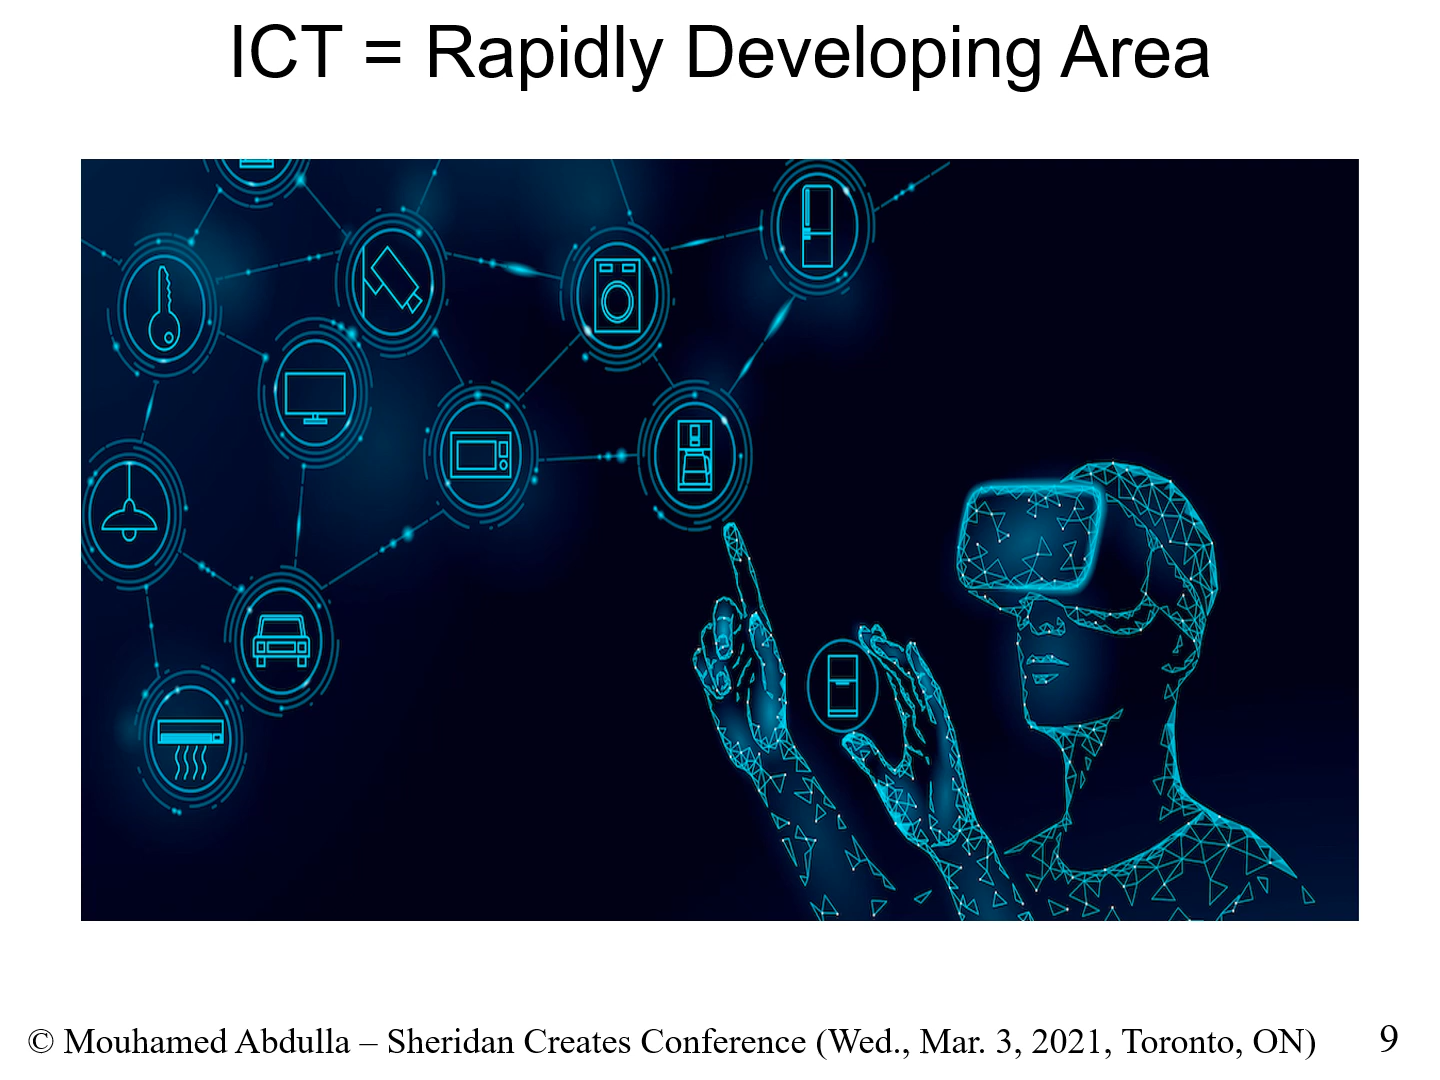 ICT = Rapidly Developing Area
© Mouhamed Abdulla – Sheridan Creates Conference (Wed., Mar. 3, 2021, Toronto, ON) 9